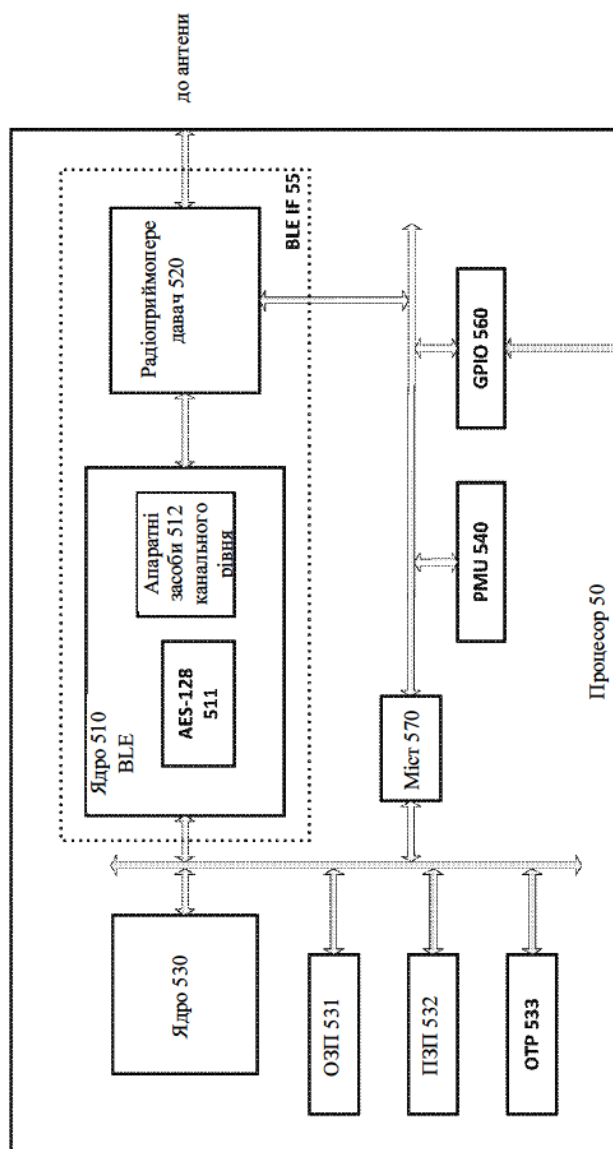 до антени
BLE IF 55
Радіоприймопере
давач 520
Апаратні
засоби 512
канального
рівня
AES-128
511
Ядро 510
BLE
GPIO 560
PMU 540
Міст 570
Процесор 50
Ядро 530
ОЗП 531
ПЗП 532
OTP 533